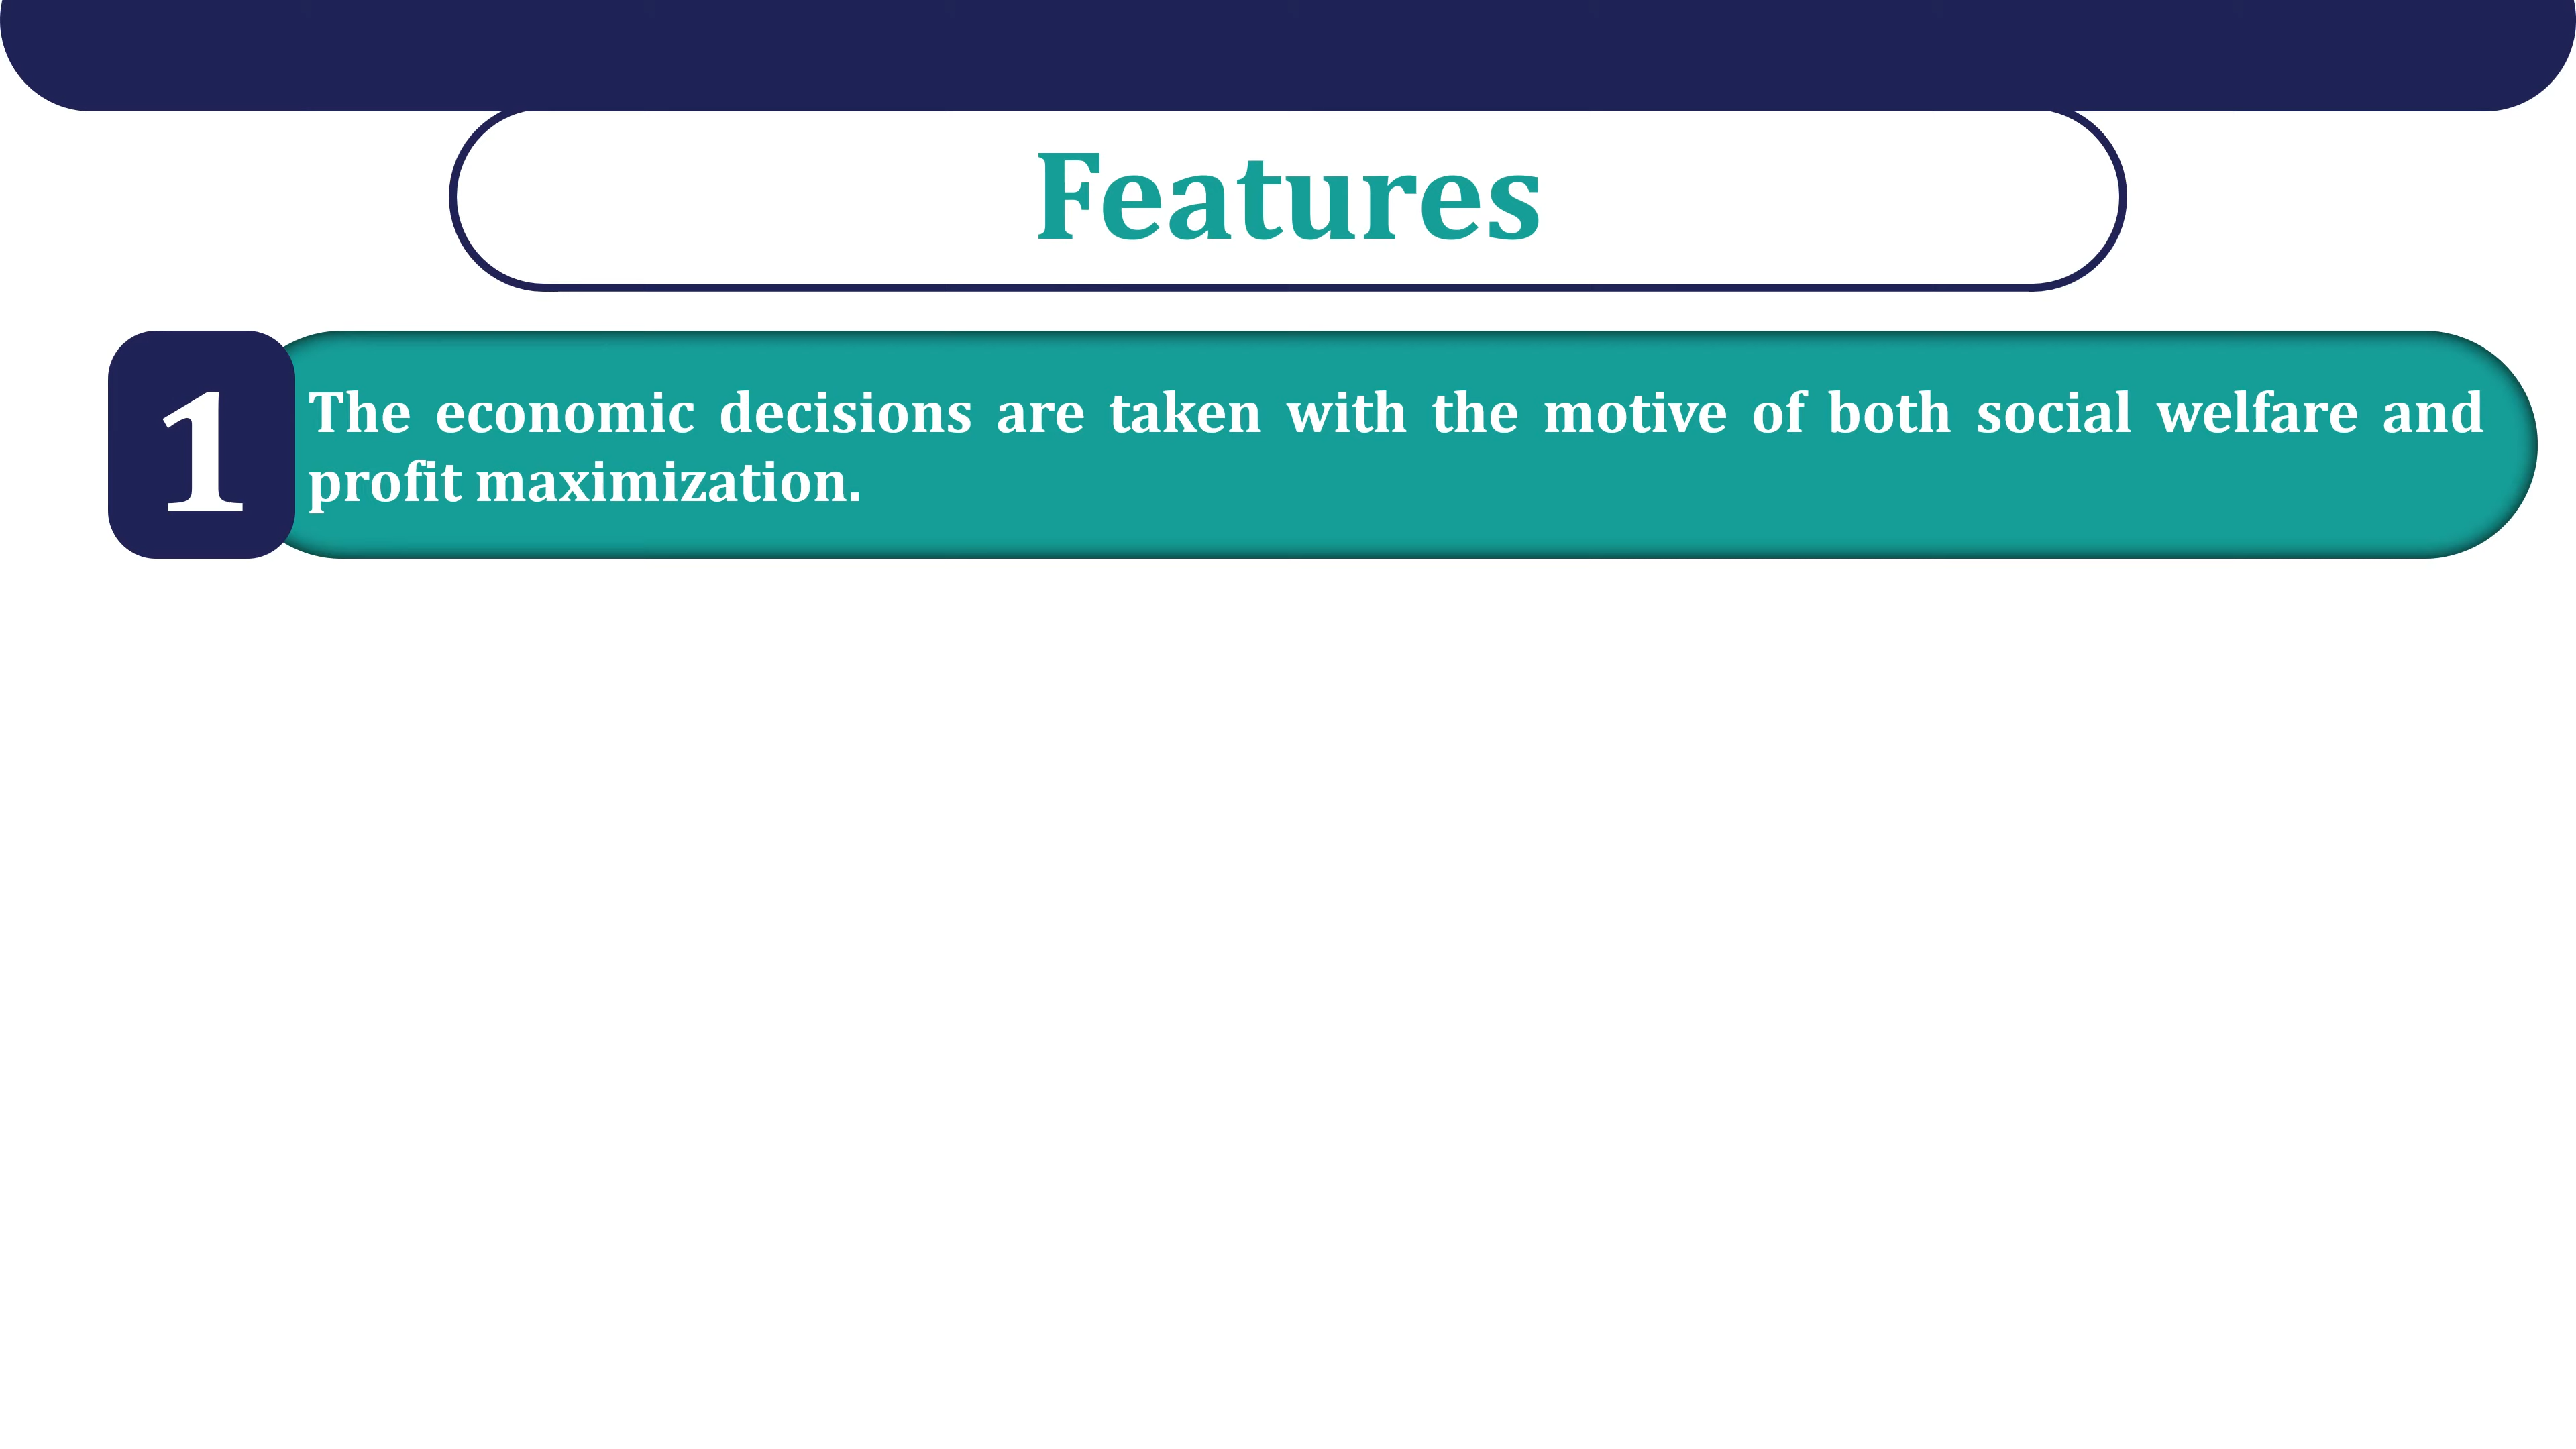 Features
1
The economic decisions are taken with the motive of both social welfare and
profit maximization.